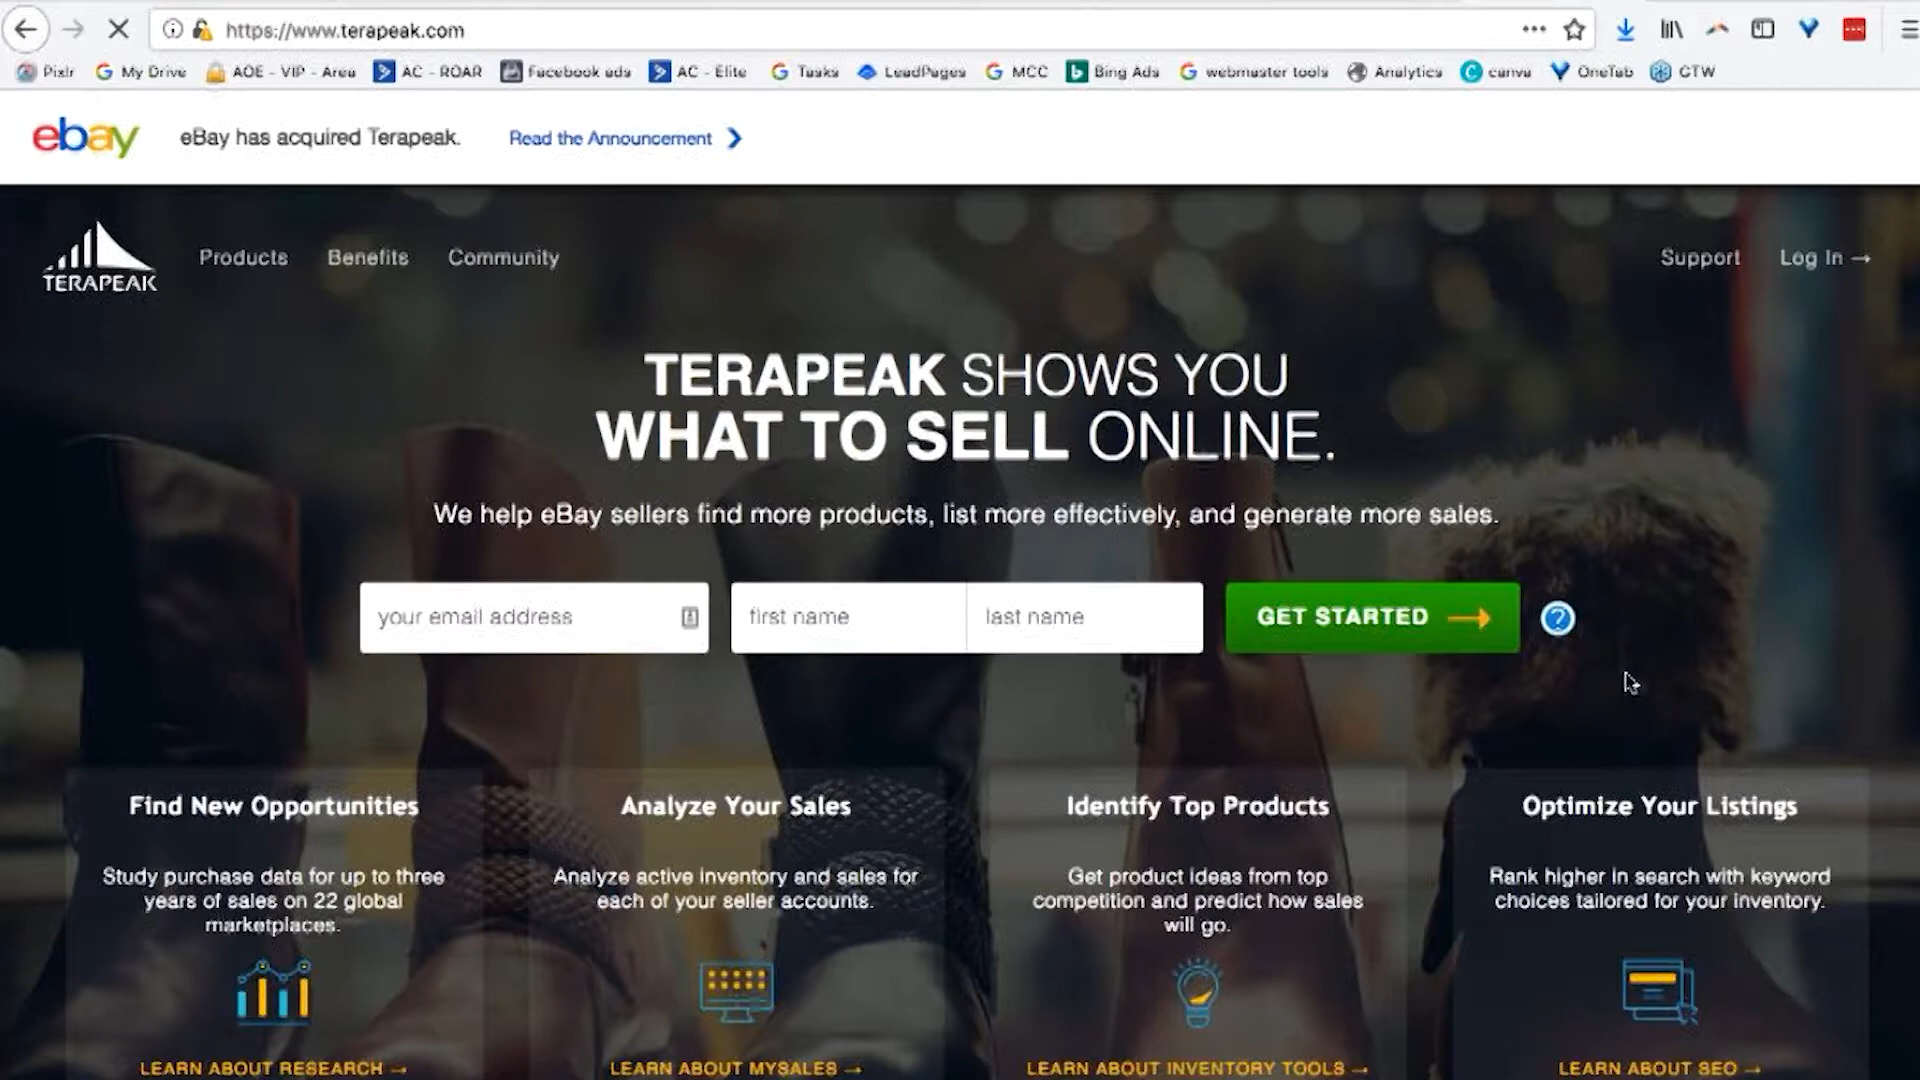 https://www.terapeak.com
Pixlr
My Drive
AOE - VIP - Area
AC - ROAR
Facebook ads
AC - Elite
Tasks
LeadPages
MCC
Bing Ads
webmaster tools
Analytics
canva
OneTab
GTW
ebay
eBay has acquired Terapeak.
Read the Announcement
TERAPEAK
Products
Benefits
Community
Support
Log In →
TERAPEAK SHOWS YOU
WHAT TO SELL ONLINE.
We help eBay sellers find more products, list more effectively, and generate more sales.
your email address
first name
last name
GET STARTED
?
Find New Opportunities
Study purchase data for up to three
years of sales on 22 global
marketplaces.
LEARN ABOUT RESEARCH →
Analyze Your Sales
Analyze active inventory and sales for
each of your seller accounts.
LEARN ABOUT MYSALES →
Identify Top Products
Get product ideas from top
competition and predict how sales
will go.
LEARN ABOUT INVENTORY TOOLS →
Optimize Your Listings
Rank higher in search with keyword
choices tailored for your inventory.
LEARN ABOUT SEO →